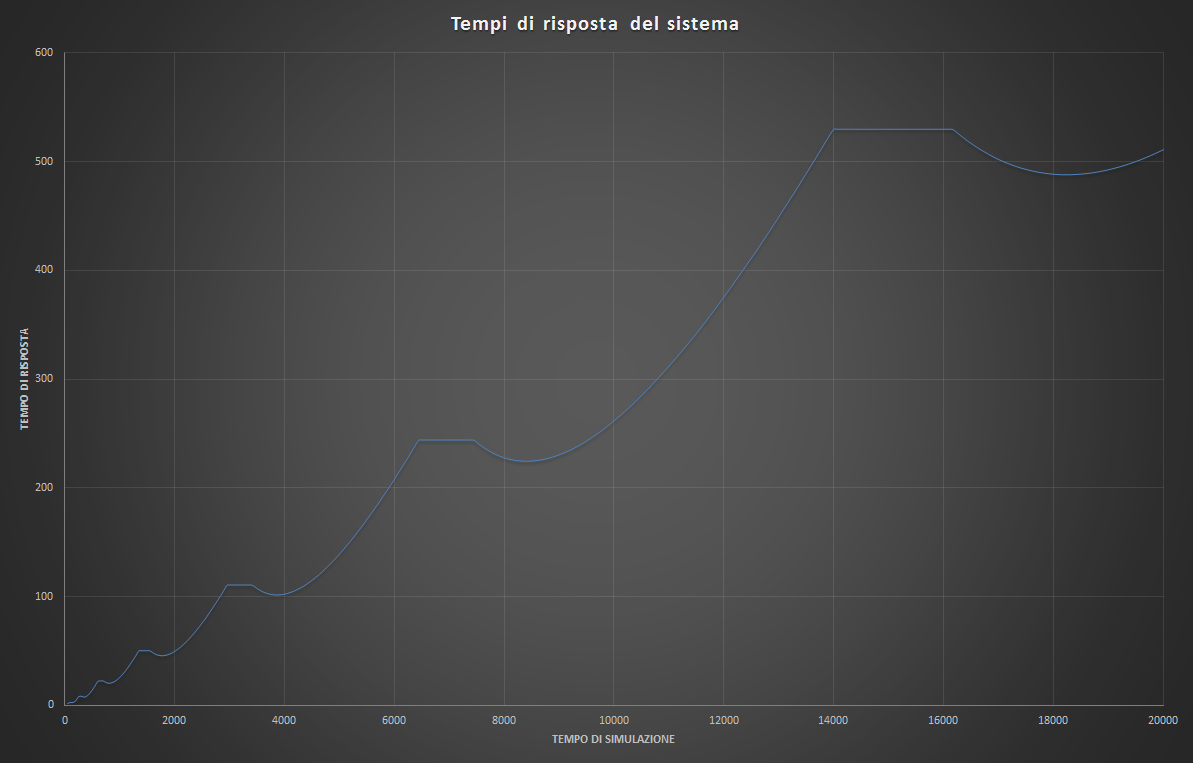 Tempi di risposta del sistema
600
500
400
300
200
100
0
TEMPO DI RISPOSTA
0 2000 4000 6000 8000 10000 12000 14000 16000 18000 20000
TEMPO DI SIMULAZIONE